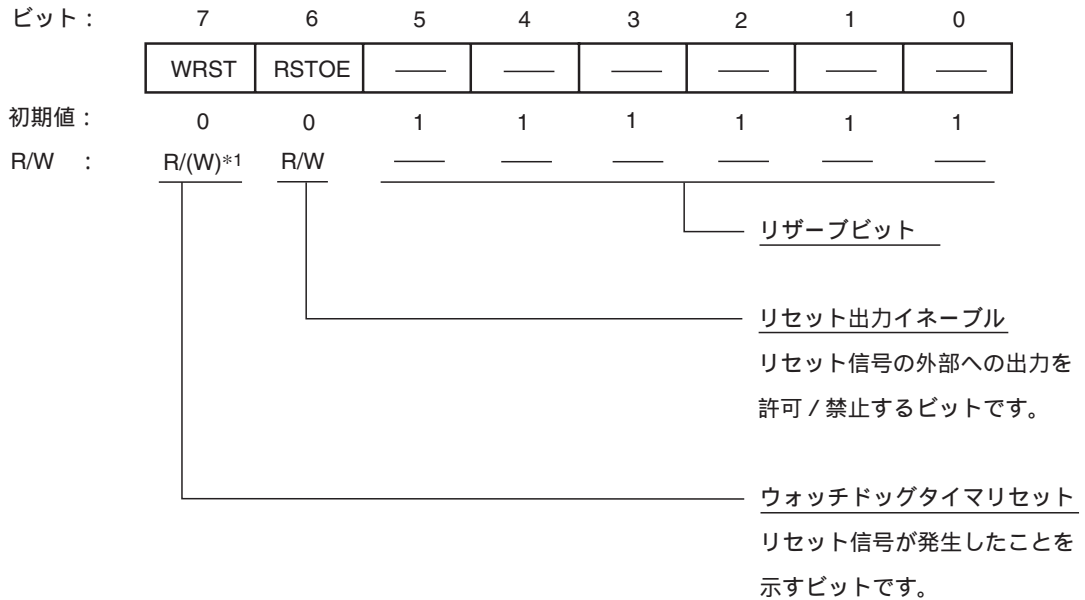 ビット： 7 6 5 4 3 2 1 0
WRST RSTOE —— —— —— —— —— ——
初期値： 0 0 1 1 1 1 1 1
R/W ： R/(W)*1 R/W —— —— —— —— —— ——
リザーブビット
リセット出力イネーブル
リセット信号の外部への出力を
許可 / 禁止するビットです。
ウォッチドッグタイマリセット
リセット信号が発生したことを
示すビットです。